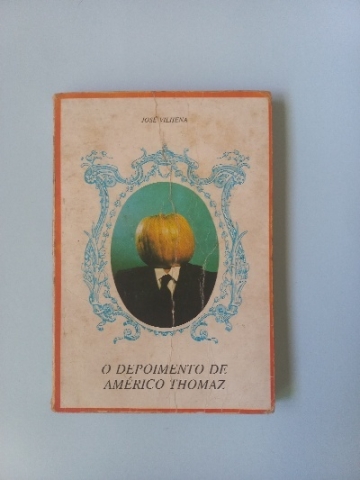 JOSÉ VILHENA
O DEPOIMENTO DE
AMÉRICO THOMAZ